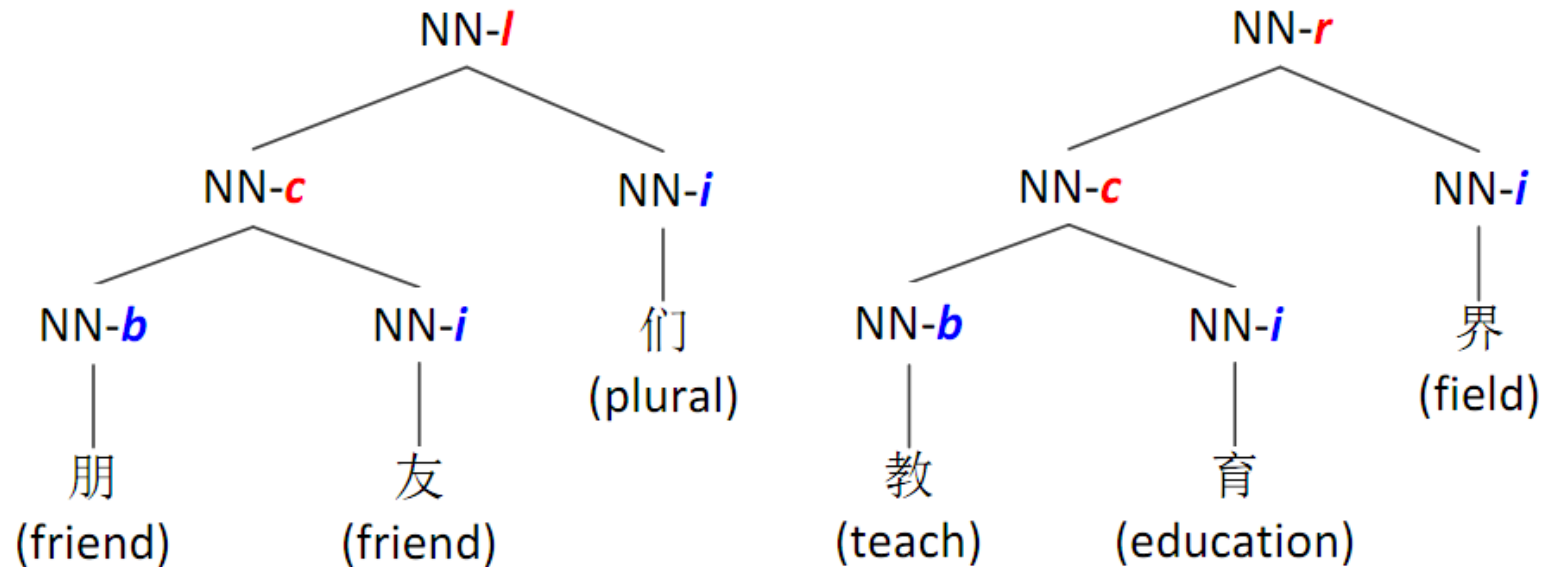 NN-l NN-r
NN-c NN-i NN-c NN-i
NN-b NN-i 们 NN-b NN-i 界
(plural) (field)
朋 友 教 育
(friend) (friend) (teach) (education)